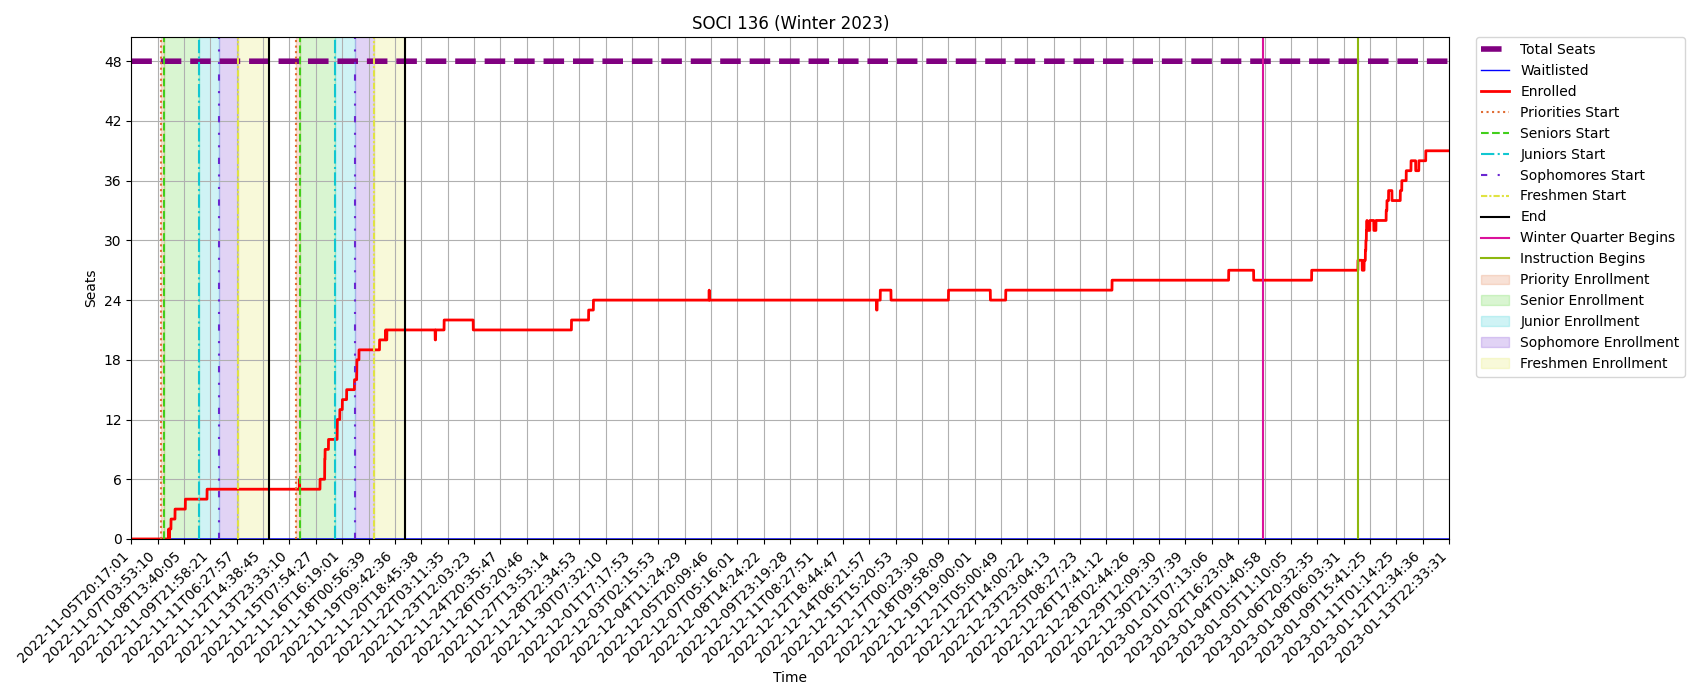 SOCI 136 (Winter 2023)
Seats
48
42
36
30
24
18
12
6
0
2022-11-05T20:17:01
2022-11-07T03:53:10
2022-11-08T13:40:05
2022-11-09T21:58:21
2022-11-11T06:27:57
2022-11-12T14:38:45
2022-11-13T23:33:10
2022-11-15T07:54:27
2022-11-16T16:19:01
2022-11-18T00:56:39
2022-11-19T09:42:36
2022-11-20T18:45:38
2022-11-22T03:11:35
2022-11-23T12:03:23
2022-11-24T20:35:47
2022-11-26T05:20:46
2022-11-27T13:53:14
2022-11-28T22:34:53
2022-11-30T07:32:10
2022-12-01T17:17:53
2022-12-03T02:15:53
2022-12-04T11:24:29
2022-12-05T20:09:46
2022-12-07T05:16:01
2022-12-08T14:24:22
2022-12-09T23:19:28
2022-12-11T08:27:51
2022-12-12T18:44:47
2022-12-14T06:21:57
2022-12-15T15:20:53
2022-12-17T00:23:30
2022-12-18T09:58:09
2022-12-19T19:00:01
2022-12-21T05:00:49
2022-12-22T14:00:22
2022-12-23T23:04:13
2022-12-25T08:27:23
2022-12-26T17:41:12
2022-12-28T02:44:26
2022-12-29T12:09:30
2022-12-30T21:37:39
2023-01-01T07:13:06
2023-01-02T16:23:04
2023-01-04T01:40:58
2023-01-05T11:10:05
2023-01-06T20:32:35
2023-01-08T06:03:31
2023-01-09T15:41:25
2023-01-11T01:14:25
2023-01-12T12:34:36
2023-01-13T22:33:31
Time
Total Seats
Waitlisted
Enrolled
Priorities Start
Seniors Start
Juniors Start
Sophomores Start
Freshmen Start
End
Winter Quarter Begins
Instruction Begins
Priority Enrollment
Senior Enrollment
Junior Enrollment
Sophomore Enrollment
Freshmen Enrollment